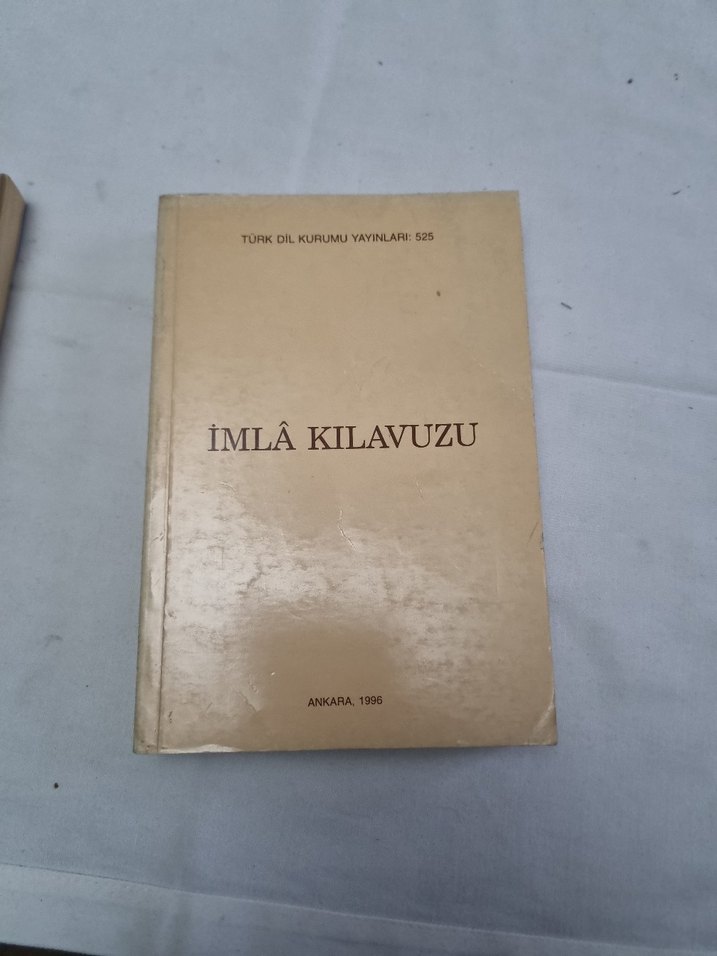 TÜRK DİL KURUMU YAYINLARI: 525
İMLÂ KILAVUZU
ANKARA, 1996